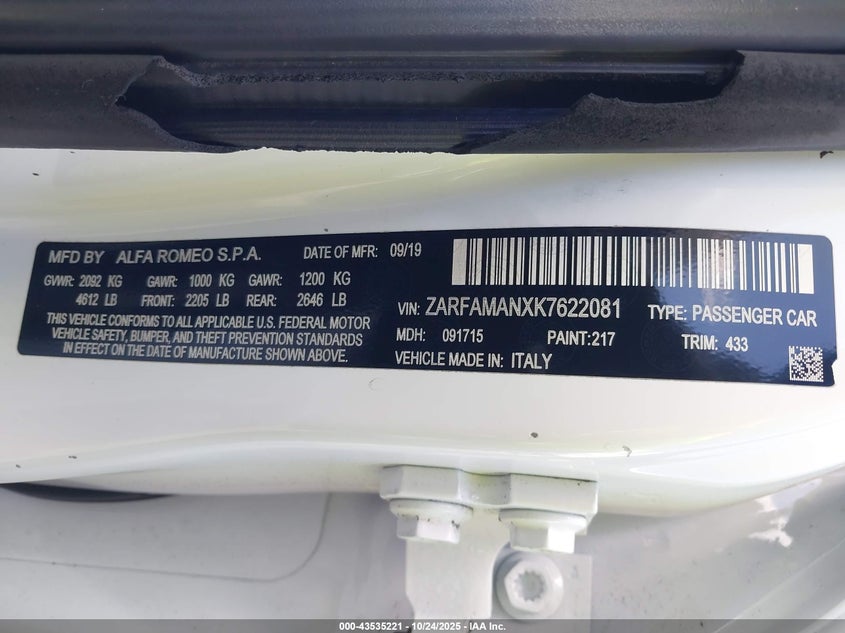 MFD BY ALFA ROMEO S.P.A. DATE OF MFR: 09/19
GVWR: 2092 KG GAWR: 1000 KG GAWR: 1200 KG
4612 LB FRONT: 2205 LB REAR: 2646 LB
THIS VEHICLE CONFORMS TO ALL APPLICABLE U.S. FEDERAL MOTOR
VEHICLE SAFETY, BUMPER, AND THEFT PREVENTION STANDARDS
IN EFFECT ON THE DATE OF MANUFACTURE SHOWN ABOVE.
VIN: ZARFAMANXK7622081 TYPE: PASSENGER CAR
MDH: 091715 PAINT:217 TRIM: 433
VEHICLE MADE IN: ITALY
000-43535221 - 10/24/2025 - IAA Inc.